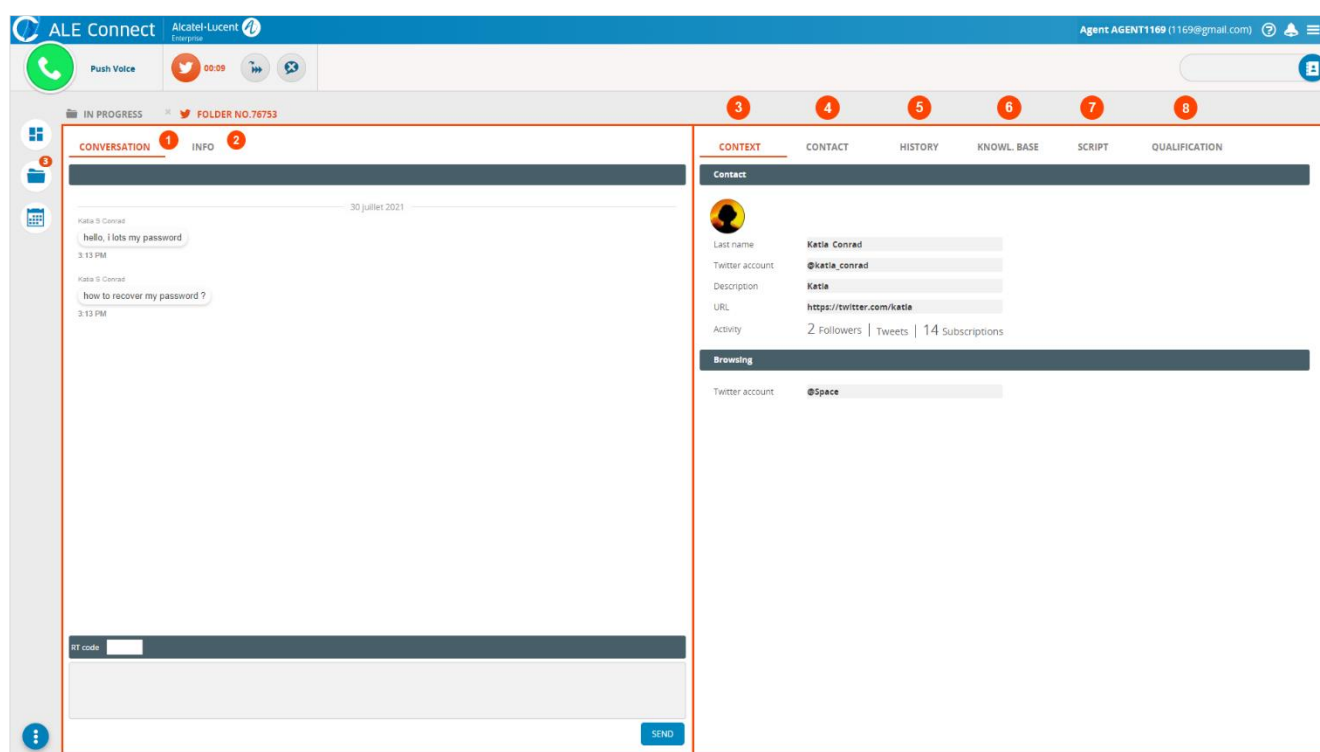 ALE Connect
Alcatel-Lucent
Enterprise
Agent AGENT1169 (1169@gmail.com)
Push Voice
00:09
IN PROGRESS
FOLDER NO.76753
3
4
5
6
7
8
CONVERSATION
1
INFO
2
CONTEXT
CONTACT
HISTORY
KNOWL. BASE
SCRIPT
QUALIFICATION
3
Contact
30 juillet 2021
Katia S Conrad
hello, i lots my password
3:13 PM
Katia S Conrad
how to recover my password ?
3:13 PM
Last name Katia Conrad
Twitter account @katia_conrad
Description Katia
URL https://twitter.com/katia
Activity 2 Followers | Tweets | 14 Subscriptions
Browsing
Twitter account @Space
RT code
SEND